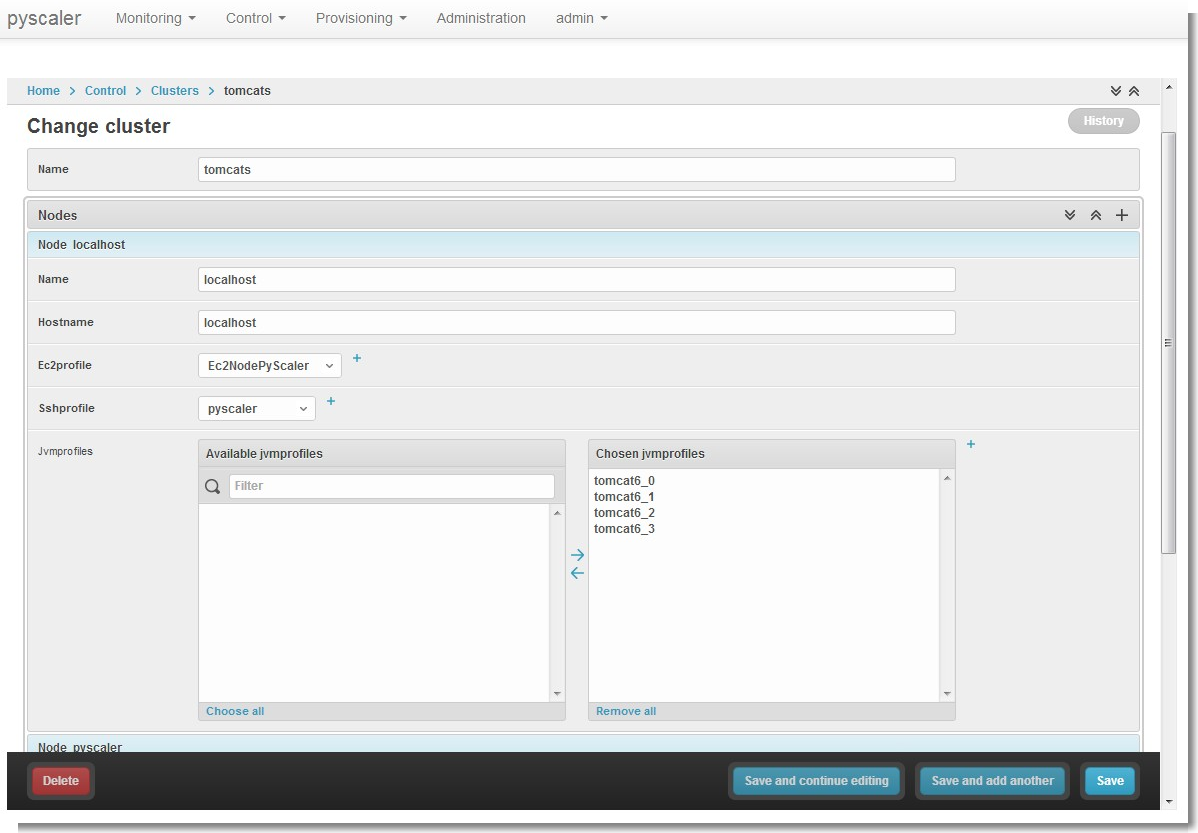 pyscaler Monitoring Control Provisioning Administration admin
Home > Control > Clusters > tomcats
Change cluster History
Name tomcats
Nodes
Node localhost
Name localhost
Hostname localhost
Ec2profile Ec2NodePyScaler +
Sshprofile pyscaler +
Jvmprofiles Available jvmprofiles Chosen jvmprofiles +
Filter
tomcat6_0
tomcat6_1
tomcat6_2
tomcat6_3
Choose all Remove all
Node pyscaler
Delete Save and continue editing Save and add another Save